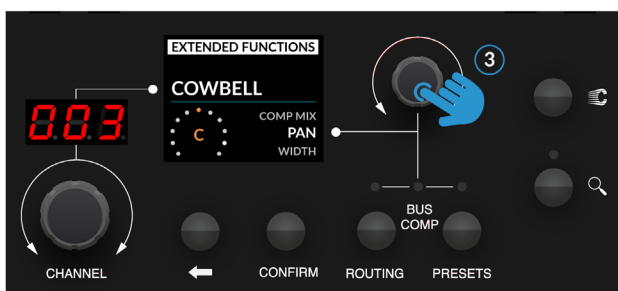 EXTENDED FUNCTIONS
3
COWBELL
COMP MIX
C
PAN
WIDTH
003
BUS
COMP
CHANNEL
CONFIRM
ROUTING
PRESETS